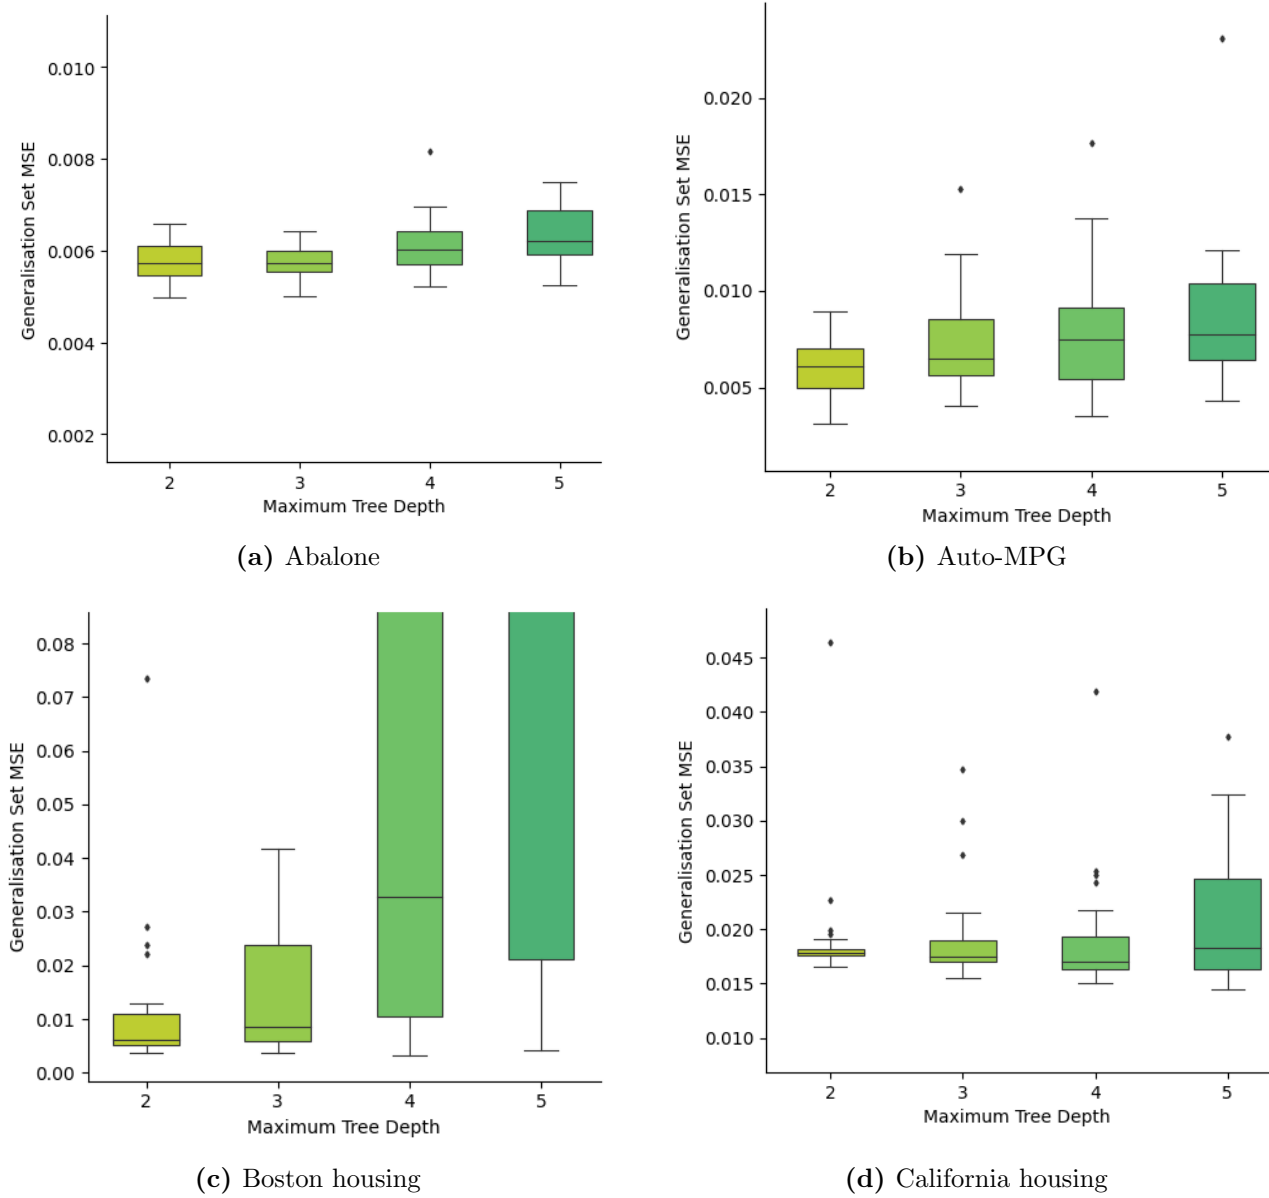 Generalisation Set MSE
0.010
0.008
0.006
0.004
0.002
2 3 4 5
Maximum Tree Depth
(a) Abalone
Generalisation Set MSE
0.020
0.015
0.010
0.005
2 3 4 5
Maximum Tree Depth
(b) Auto-MPG
Generalisation Set MSE
0.08
0.07
0.06
0.05
0.04
0.03
0.02
0.01
0.00
2 3 4 5
Maximum Tree Depth
(c) Boston housing
Generalisation Set MSE
0.045
0.040
0.035
0.030
0.025
0.020
0.015
0.010
2 3 4 5
Maximum Tree Depth
(d) California housing